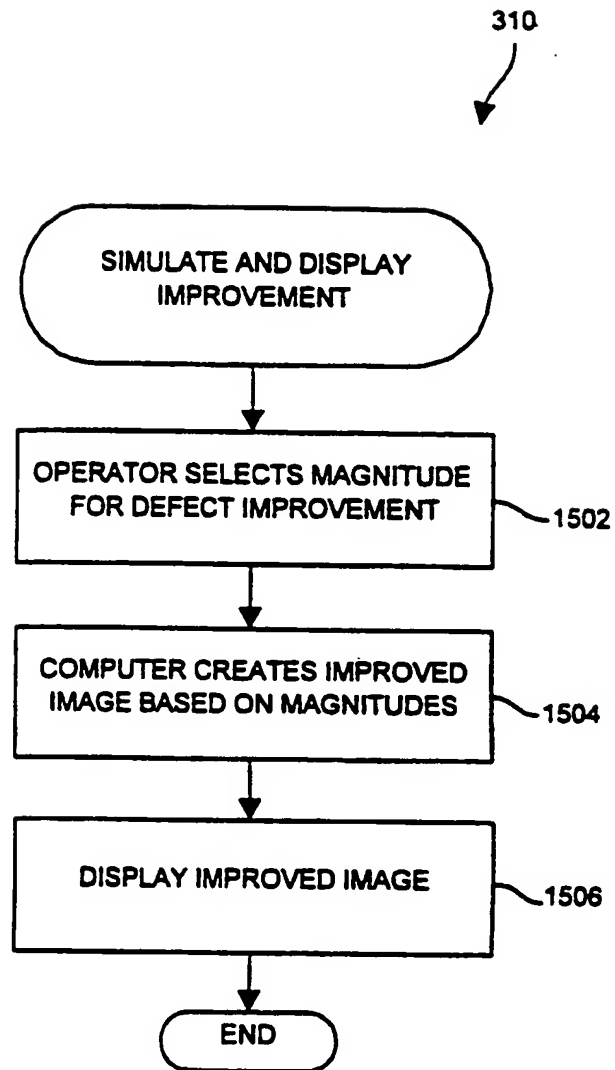 310
SIMULATE AND DISPLAY
IMPROVEMENT
OPERATOR SELECTS MAGNITUDE
FOR DEFECT IMPROVEMENT
1502
COMPUTER CREATES IMPROVED
IMAGE BASED ON MAGNITUDES
1504
DISPLAY IMPROVED IMAGE
1506
END